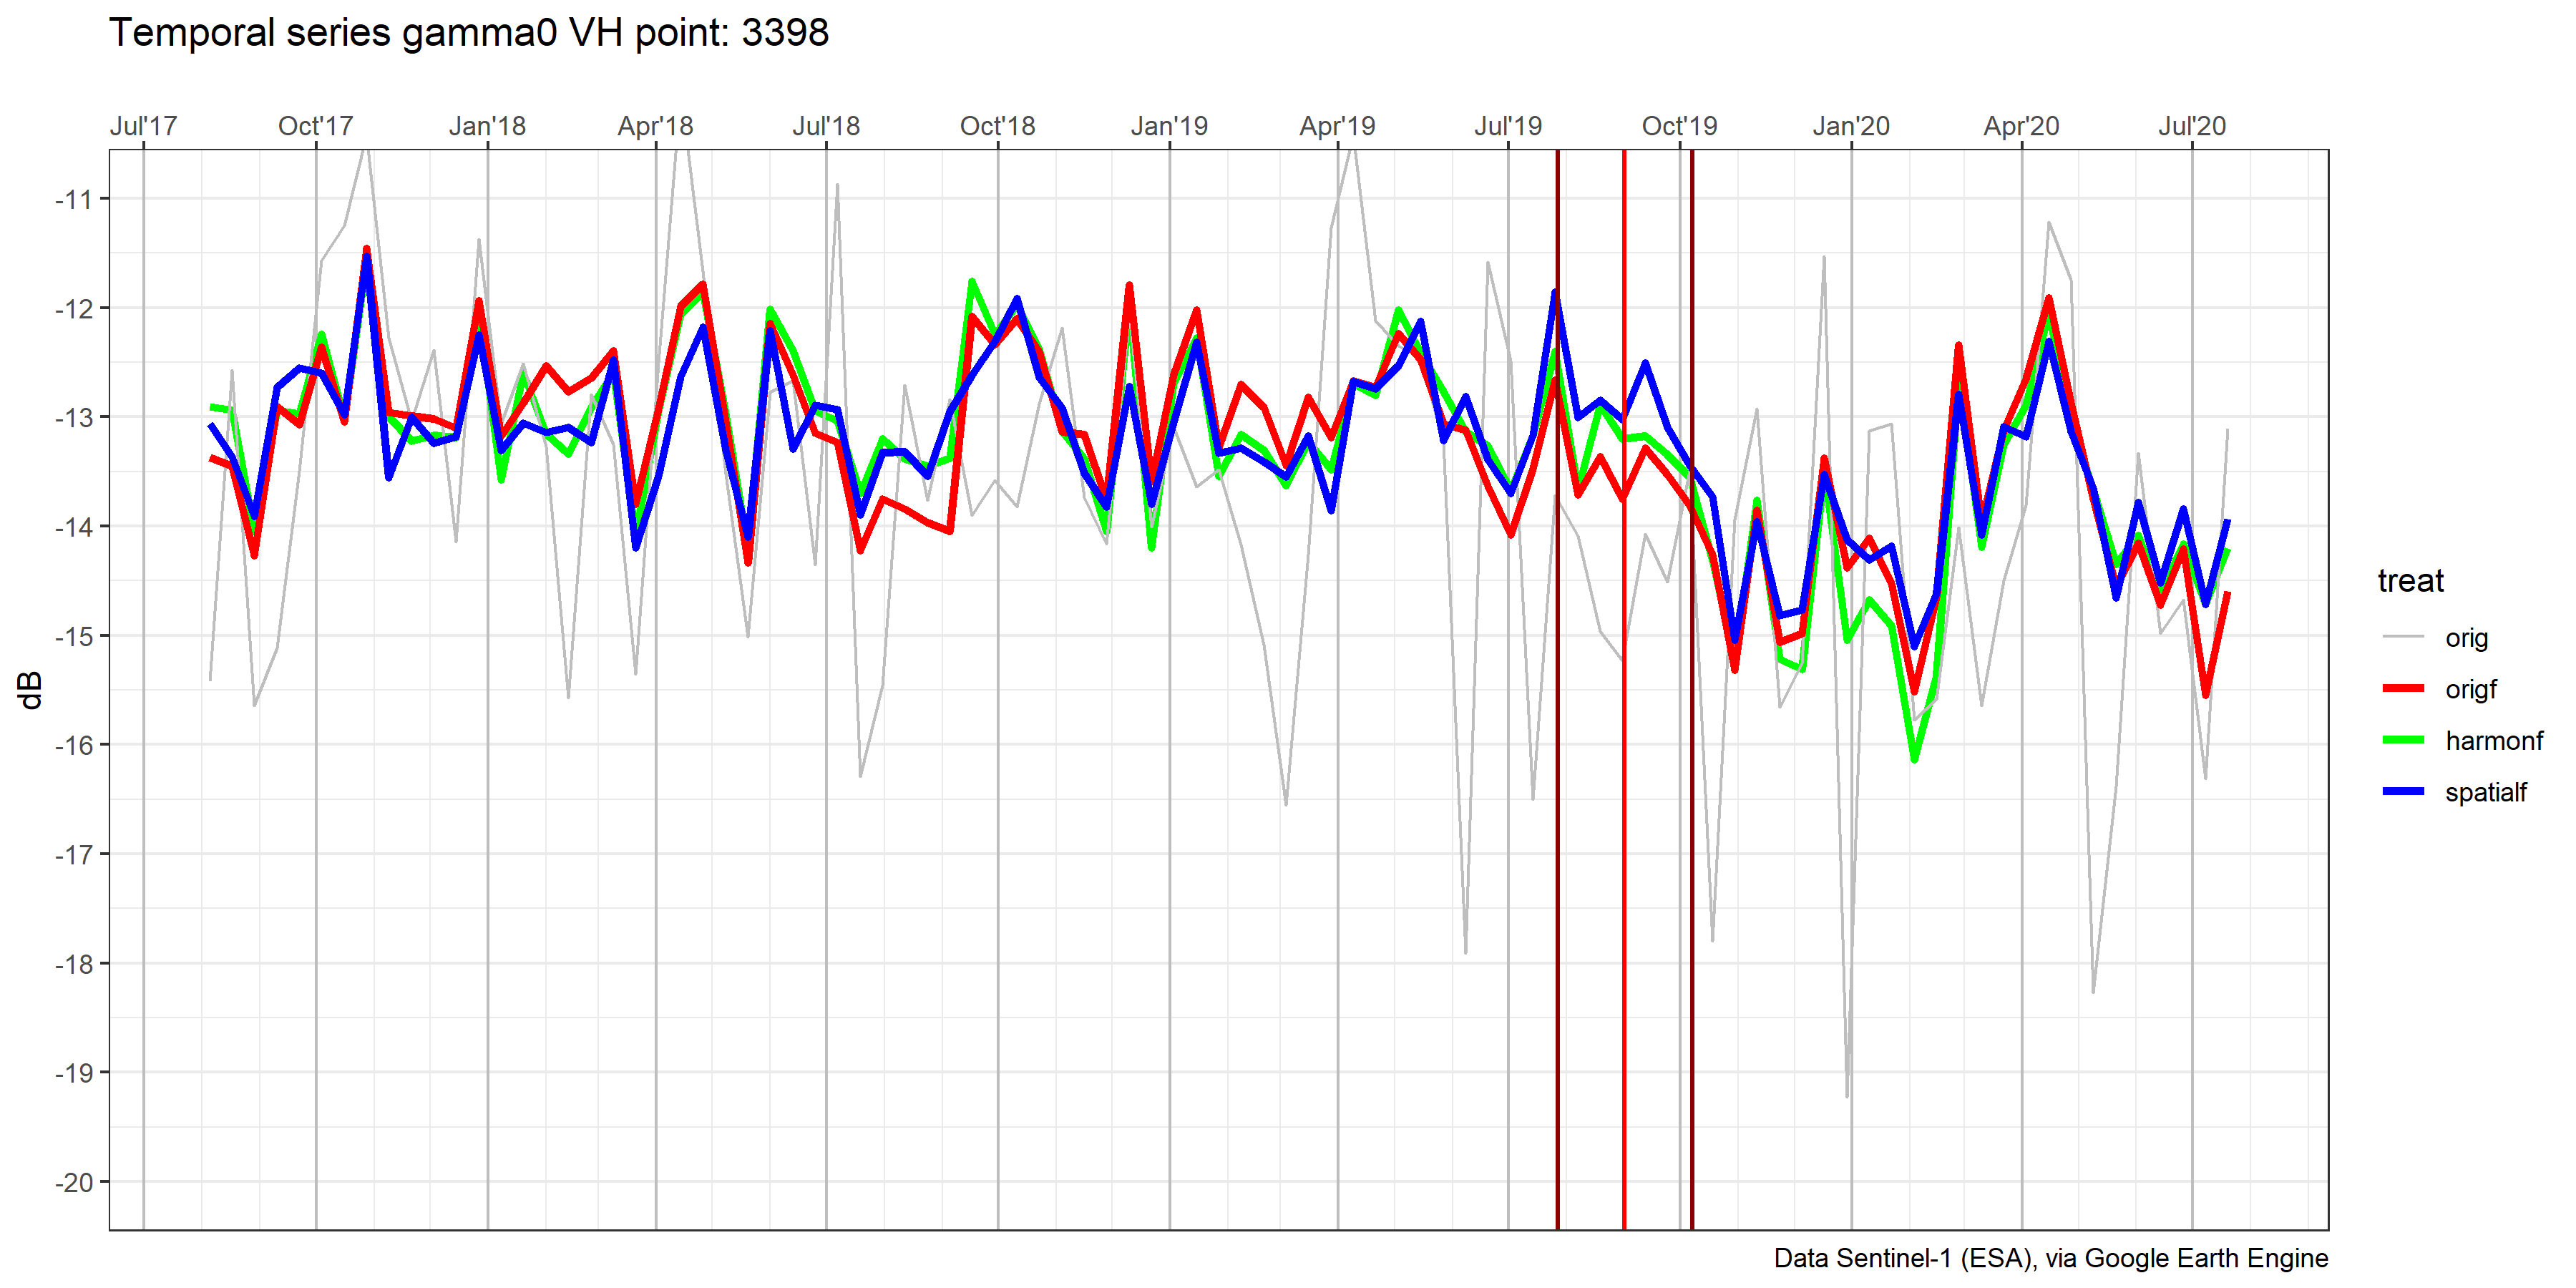 Temporal series gamma0 VH point: 3398
Jul'17 Oct'17 Jan'18 Apr'18 Jul'18 Oct'18 Jan'19 Apr'19 Jul'19 Oct'19 Jan'20 Apr'20 Jul'20
-11
-12
-13
-14
-15
-16
-17
-18
-19
-20
dB
treat
orig
origf
harmonf
spatialf
Data Sentinel-1 (ESA), via Google Earth Engine